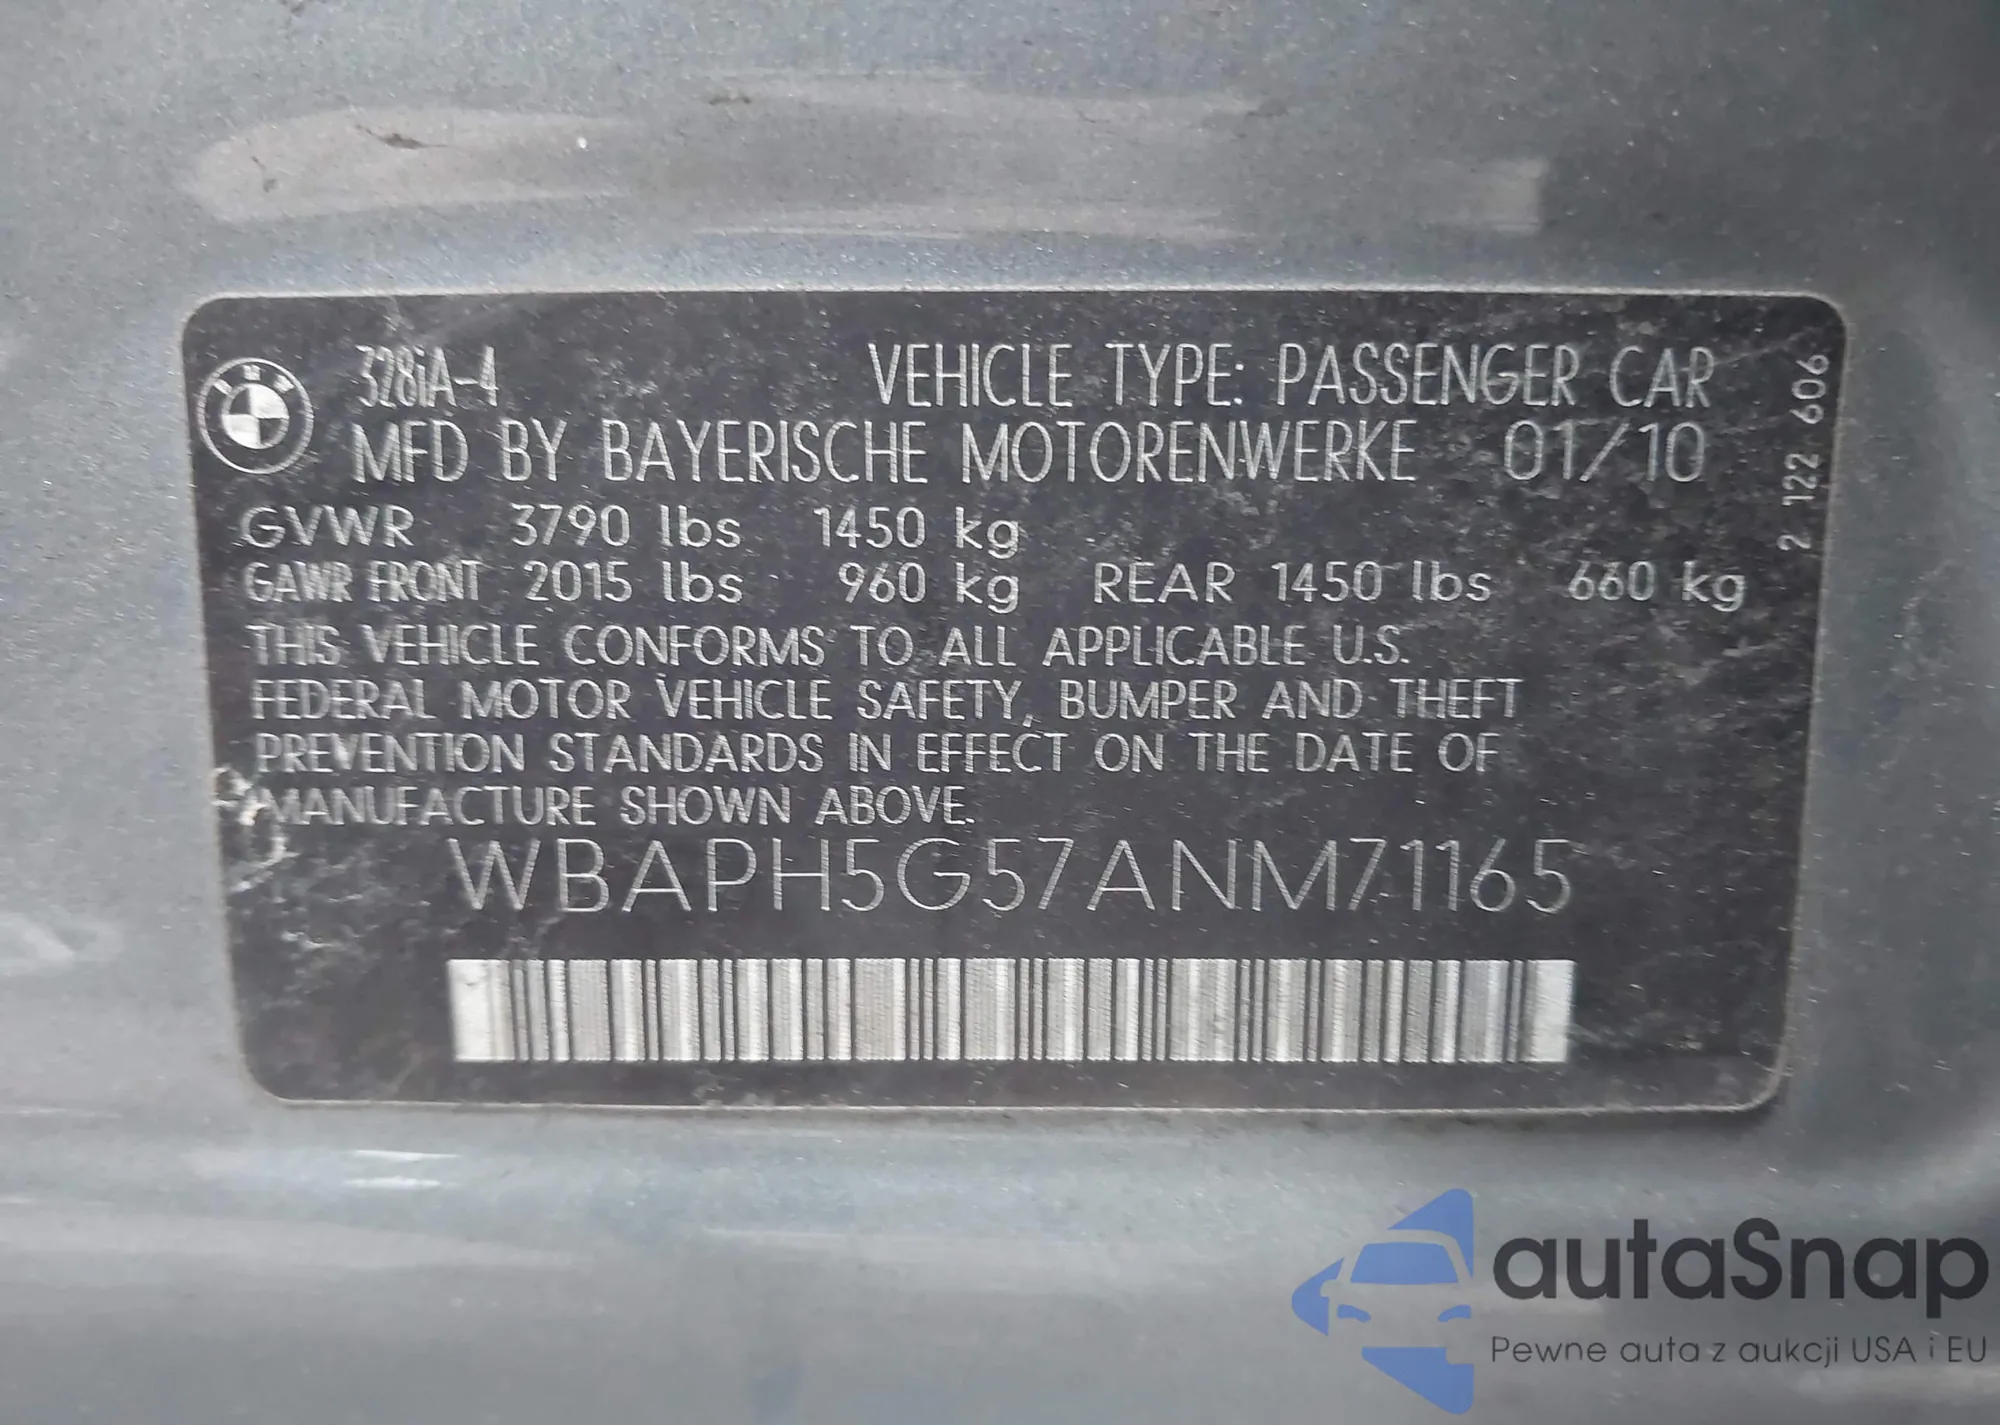 328iA-4 VEHICLE TYPE: PASSENGER CAR
MFD BY BAYERISCHE MOTORENWERKE 01/10
GVWR 3790 lbs 1450 kg
GAWR FRONT 2015 lbs 960 kg REAR 1450 lbs 660 kg
THIS VEHICLE CONFORMS TO ALL APPLICABLE U.S.
FEDERAL MOTOR VEHICLE SAFETY, BUMPER AND THEFT
PREVENTION STANDARDS IN EFFECT ON THE DATE OF
MANUFACTURE SHOWN ABOVE.
WBAPH5G57ANM71165
2 122 606
autaSnap
Pewne auta z aukcji USA i EU